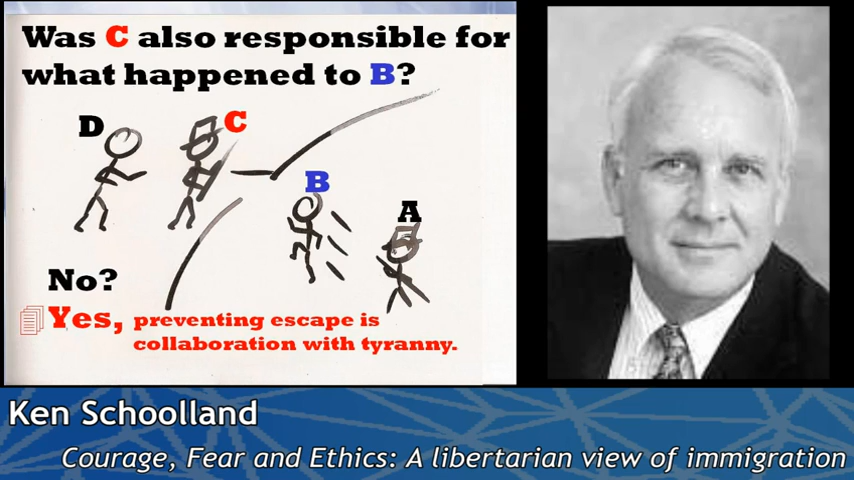 Was C also responsible for
what happened to B?
D
C
B
A
No?
Yes, preventing escape is
collaboration with tyranny.
Ken Schoolland
Courage, Fear and Ethics: A libertarian view of immigration